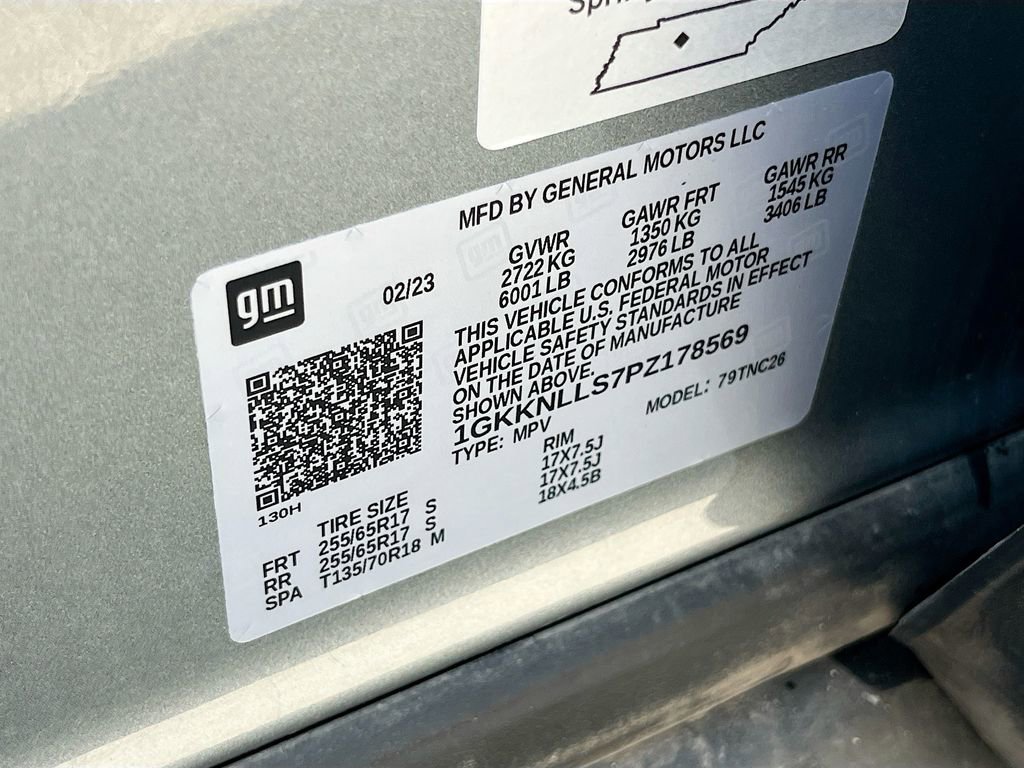 MFD BY GENERAL MOTORS LLC
gm
02/23
GVWR
2722 KG
6001 LB
GAWR FRT
1350 KG
2976 LB
GAWR RR
1545 KG
3406 LB
THIS VEHICLE CONFORMS TO ALL
APPLICABLE U.S. FEDERAL MOTOR
VEHICLE SAFETY STANDARDS IN EFFECT
ON THE DATE OF MANUFACTURE
SHOWN ABOVE.
1GKKNLLS7PZ178569
TYPE: MPV
MODEL: 79TNC26
130H
TIRE SIZE RIM
FRT 255/65R17 S 17X7.5J
RR 255/65R17 S 17X7.5J
SPA T135/70R18 M 18X4.5B